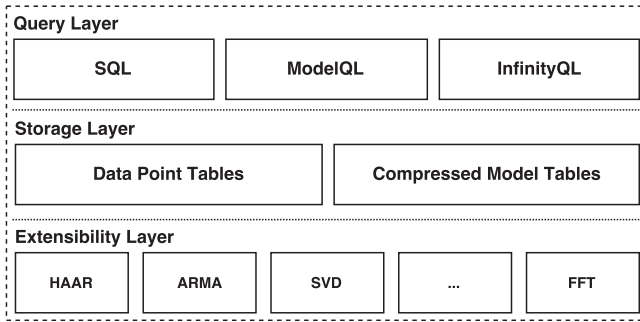 Query Layer
SQL ModelQL InfinityQL
Storage Layer
Data Point Tables Compressed Model Tables
Extensibility Layer
HAAR ARMA SVD ... FFT